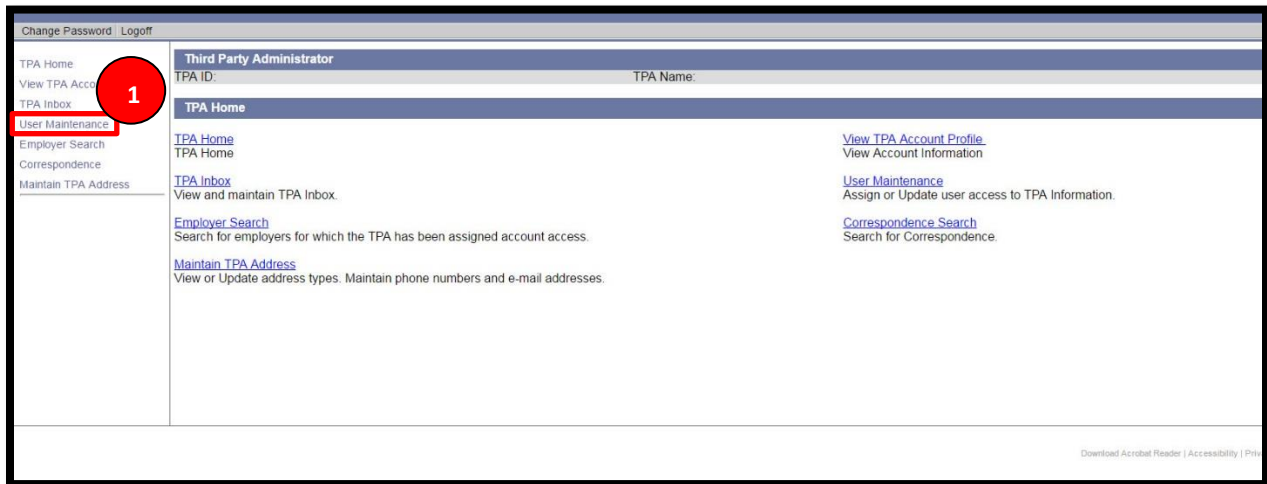 Change Password Logoff
TPA Home
View TPA Acco
TPA Inbox
User Maintenance
Employer Search
Correspondence
Maintain TPA Address
1
Third Party Administrator
TPA ID: TPA Name:
TPA Home
TPA Home
TPA Home
View TPA Account Profile
View Account Information
TPA Inbox
View and maintain TPA Inbox.
User Maintenance
Assign or Update user access to TPA Information.
Employer Search
Search for employers for which the TPA has been assigned account access.
Correspondence Search
Search for Correspondence.
Maintain TPA Address
View or Update address types. Maintain phone numbers and e-mail addresses.
Download Acrobat Reader | Accessibility | Priv